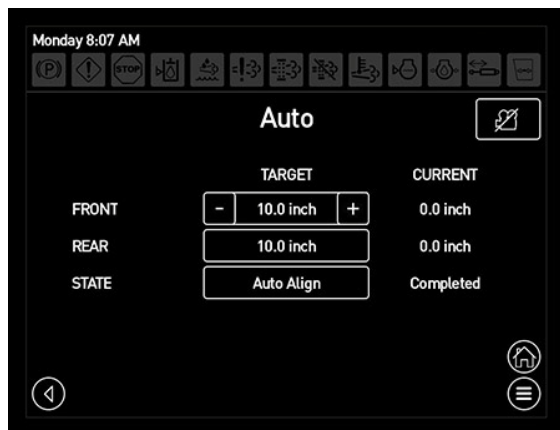 Monday 8:07 AM
(P) STOP
Auto
TARGET CURRENT
FRONT - 10.0 inch + 0.0 inch
REAR 10.0 inch 0.0 inch
STATE Auto Align Completed